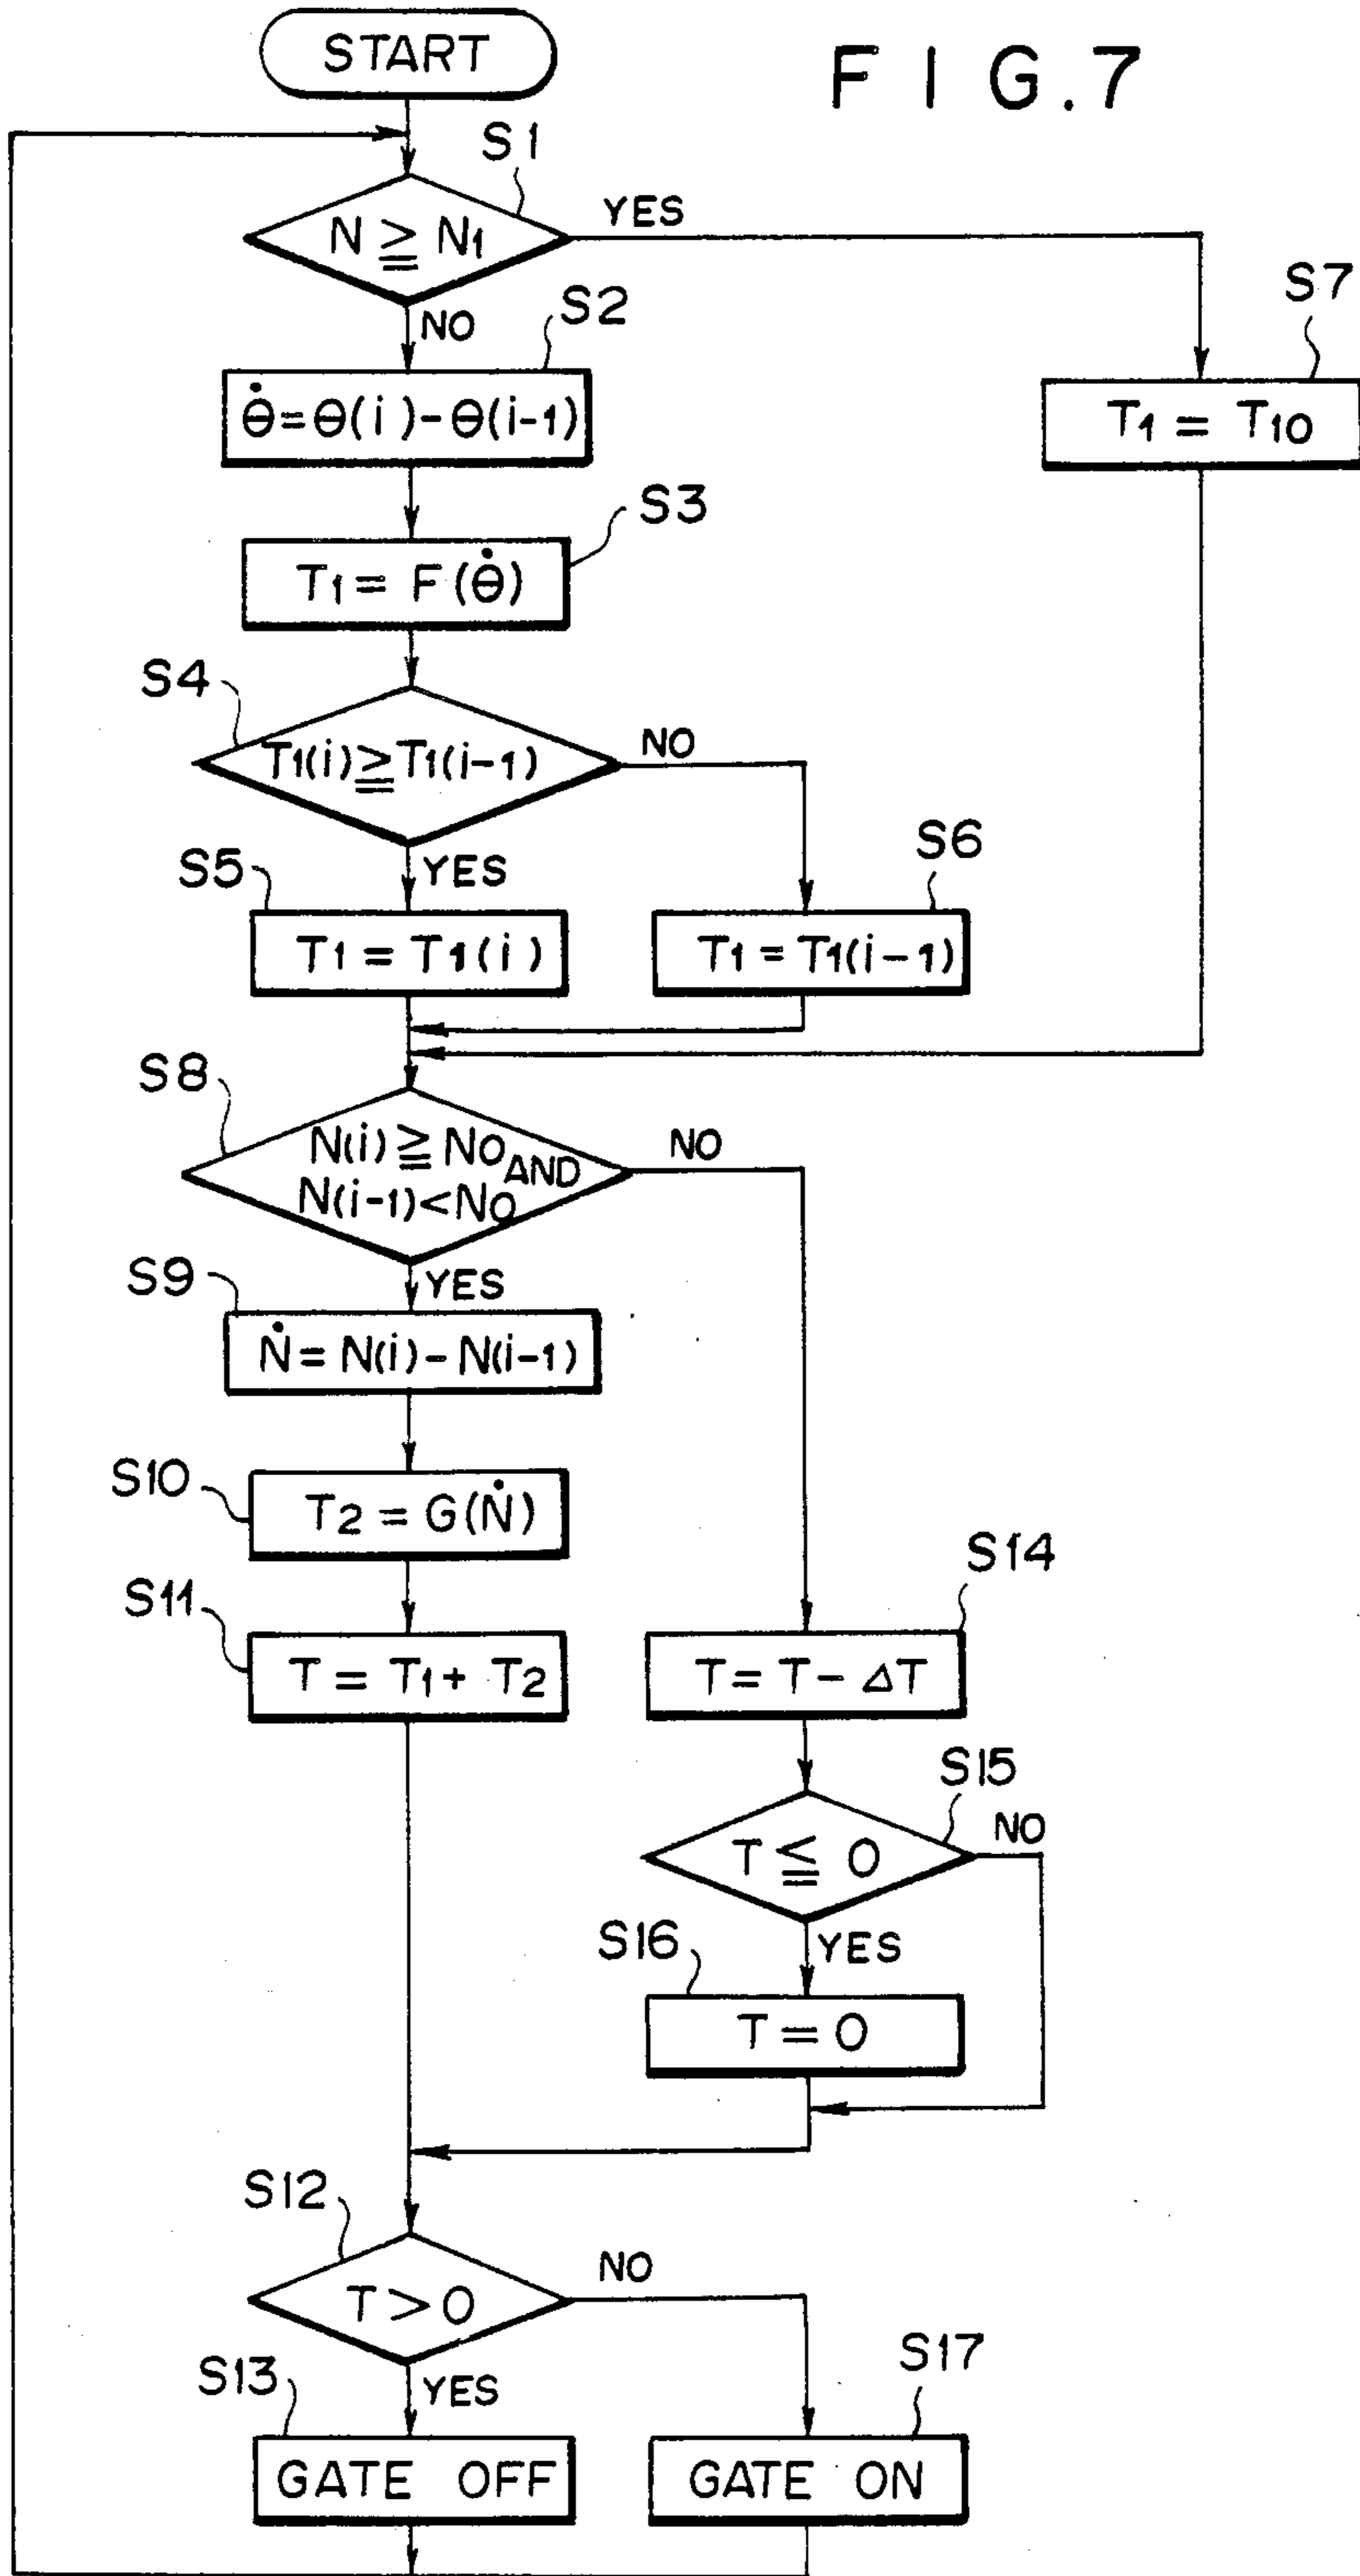 START
FIG.7
S1
N ≧ N1
YES
NO
S2
θ̇=θ(i)-θ(i-1)
S7
T1 = T10
S3
T1 = F(θ̇)
S4
T1(i)≧T1(i-1)
NO
YES
S5
T1 = T1(i)
S6
T1 = T1(i-1)
S8
N(i) ≧ No AND
N(i-1)<No
NO
YES
S9
Ṅ = N(i) - N(i-1)
S10
T2 = G(Ṅ)
S11
T = T1 + T2
S14
T = T - ΔT
S15
T ≦ 0
NO
YES
S16
T = 0
S12
T > 0
NO
YES
S13
GATE OFF
S17
GATE ON